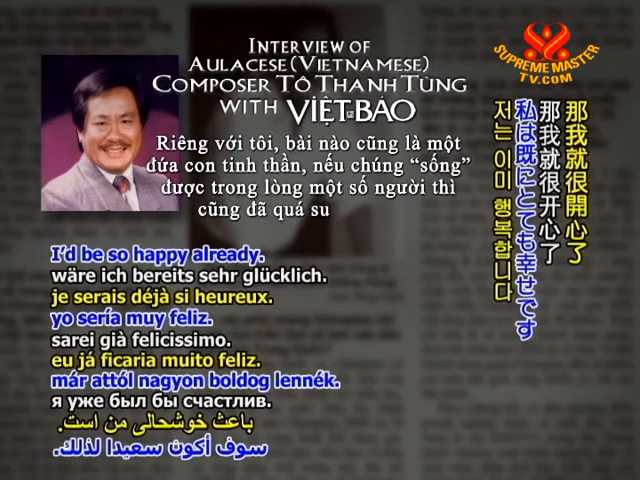 INTERVIEW OF
AULACESE (VIETNAMESE)
COMPOSER TÔ THANH TÙNG
WITH VIỆT BÁO
SUPREME MASTER
TV.COM
Riêng với tôi, bài nào cũng là một
đứa con tinh thần, nếu chúng “sống”
được trong lòng một số người thì
cũng đã quá su
那我就很開心了
那我就很开心了
私は既にとても幸せです
저는 이미 행복합니다
I’d be so happy already.
wäre ich bereits sehr glücklich.
je serais déjà si heureux.
yo sería muy feliz.
sarei già felicissimo.
eu já ficaria muito feliz.
már attól nagyon boldog lennék.
я уже был бы счастлив.
باعث خوشحالی من است.
سوف أكون سعيدا لذلك.